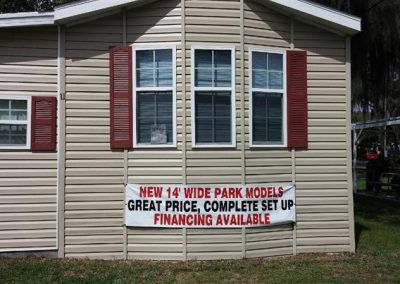 NEW 14' WIDE PARK MODELS
GREAT PRICE, COMPLETE SET UP
FINANCING AVAILABLE